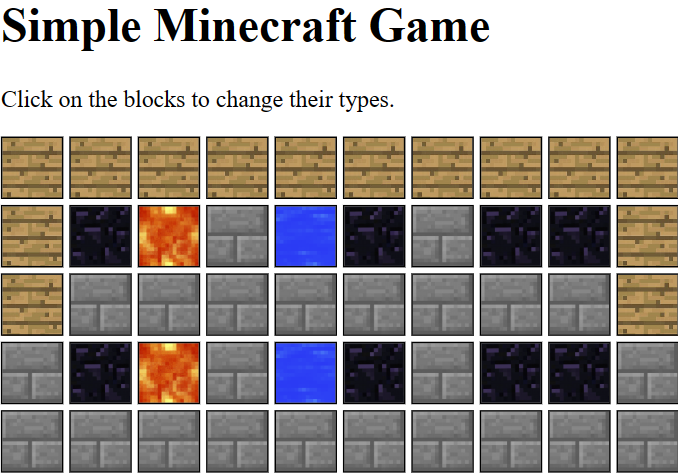 Simple Minecraft Game
Click on the blocks to change their types.